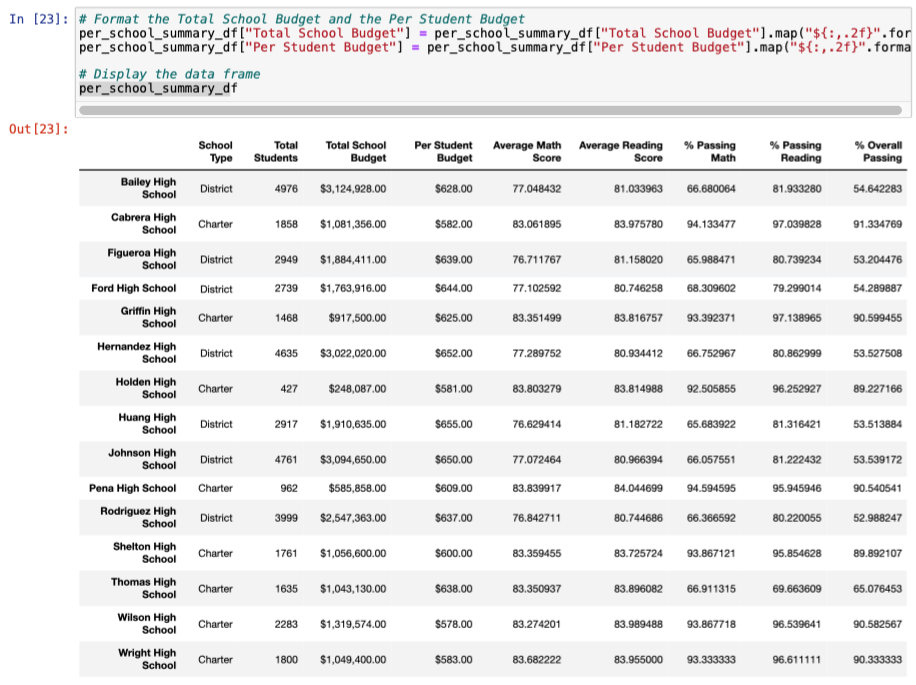 In [23]: # Format the Total School Budget and the Per Student Budget
per_school_summary_df["Total School Budget"] = per_school_summary_df["Total School Budget"].map("${:,.2f}".for
per_school_summary_df["Per Student Budget"] = per_school_summary_df["Per Student Budget"].map("${:,.2f}".forma
# Display the data frame
per_school_summary_df
Out[23]:
School Type Total Students Total School Budget Per Student Budget Average Math Score Average Reading Score % Passing Math % Passing Reading % Overall Passing
Bailey High School District 4976 $3,124,928.00 $628.00 77.048432 81.033963 66.680064 81.933280 54.642283
Cabrera High School Charter 1858 $1,081,356.00 $582.00 83.061895 83.975780 94.133477 97.039828 91.334769
Figueroa High School District 2949 $1,884,411.00 $639.00 76.711767 81.158020 65.988471 80.739234 53.204476
Ford High School District 2739 $1,763,916.00 $644.00 77.102592 80.746258 68.309602 79.299014 54.289887
Griffin High School Charter 1468 $917,500.00 $625.00 83.351499 83.816757 93.392371 97.138965 90.599455
Hernandez High School District 4635 $3,022,020.00 $652.00 77.289752 80.934412 66.752967 80.862999 53.527508
Holden High School Charter 427 $248,087.00 $581.00 83.803279 83.814988 92.505855 96.252927 89.227166
Huang High School District 2917 $1,910,635.00 $655.00 76.629414 81.182722 65.683922 81.316421 53.513884
Johnson High School District 4761 $3,094,650.00 $650.00 77.072464 80.966394 66.057551 81.222432 53.539172
Pena High School Charter 962 $585,858.00 $609.00 83.839917 84.044699 94.594595 95.945946 90.540541
Rodriguez High School District 3999 $2,547,363.00 $637.00 76.842711 80.744686 66.366592 80.220055 52.988247
Shelton High School Charter 1761 $1,056,600.00 $600.00 83.359455 83.725724 93.867121 95.854628 89.892107
Thomas High School Charter 1635 $1,043,130.00 $638.00 83.350937 83.896082 66.911315 69.663609 65.076453
Wilson High School Charter 2283 $1,319,574.00 $578.00 83.274201 83.989488 93.867718 96.539641 90.582567
Wright High School Charter 1800 $1,049,400.00 $583.00 83.682222 83.955000 93.333333 96.611111 90.333333